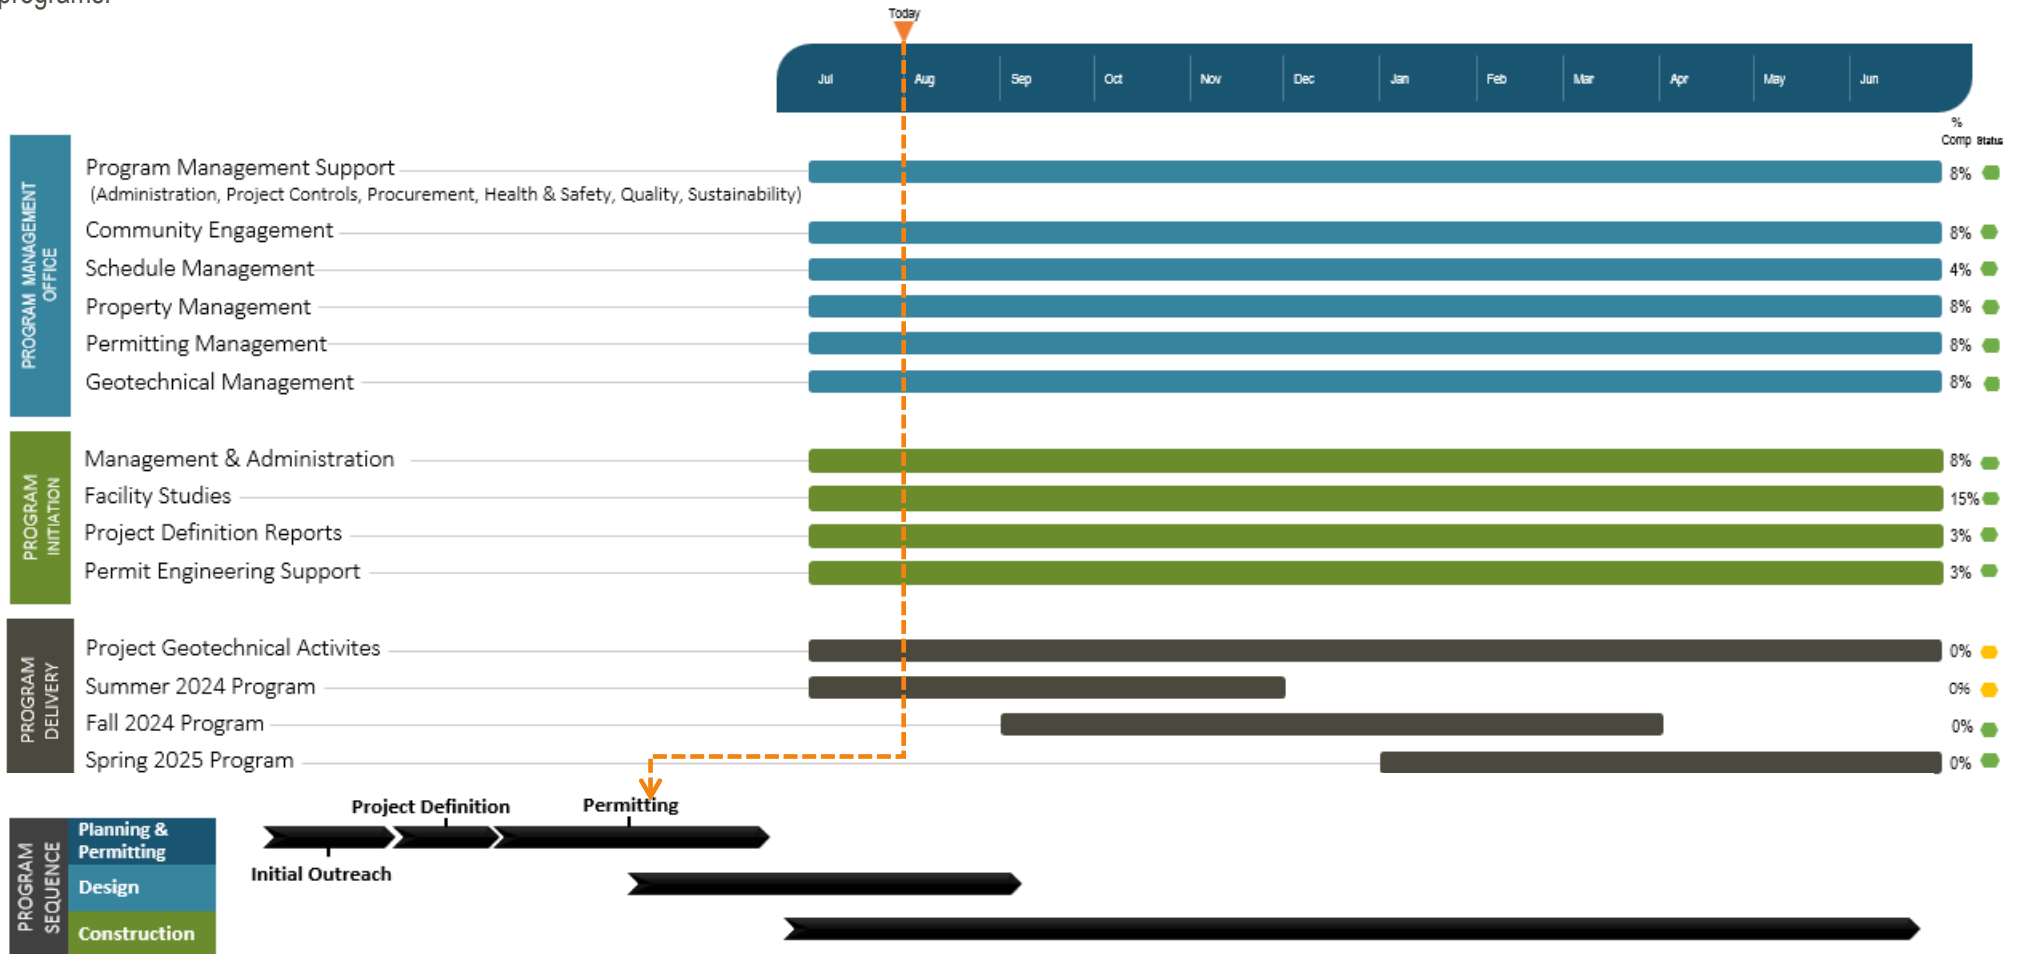 programs.
Today
Jul Aug Sep Oct Nov Dec Jan Feb Mar Apr May Jun
%
Comp Status
PROGRAM MANAGEMENT
OFFICE
Program Management Support 8%
(Administration, Project Controls, Procurement, Health & Safety, Quality, Sustainability)
Community Engagement 8%
Schedule Management 4%
Property Management 8%
Permitting Management 8%
Geotechnical Management 8%
PROGRAM
INITIATION
Management & Administration 8%
Facility Studies 15%
Project Definition Reports 3%
Permit Engineering Support 3%
PROGRAM
DELIVERY
Project Geotechnical Activites 0%
Summer 2024 Program 0%
Fall 2024 Program 0%
Spring 2025 Program 0%
PROGRAM
SEQUENCE
Project Definition Permitting
Planning &
Permitting
Initial Outreach
Design
Construction